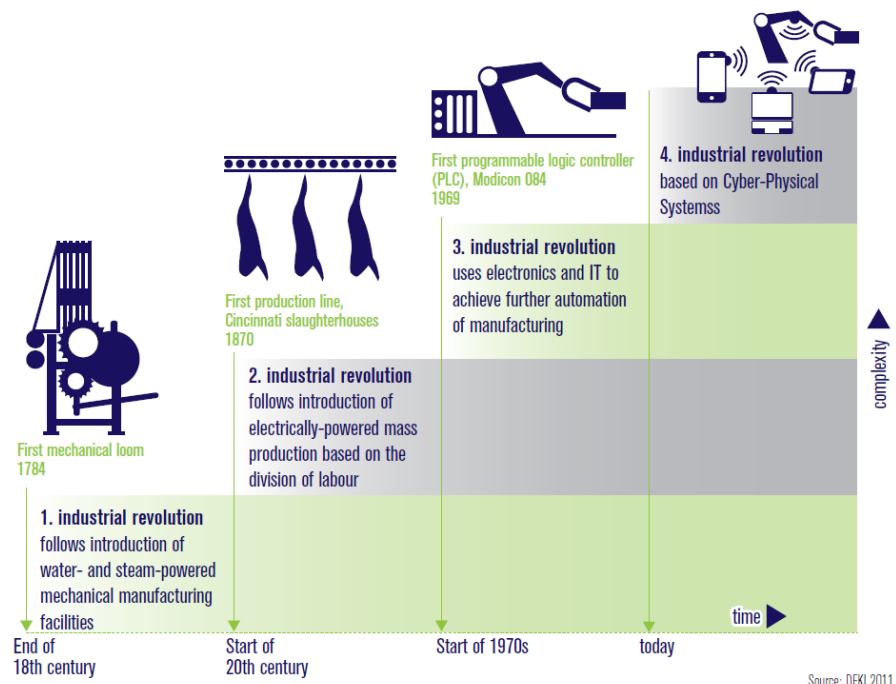 First mechanical loom
1784
First production line,
Cincinnati slaughterhouses
1870
First programmable logic controller
(PLC), Modicon 084
1969
4. industrial revolution
based on Cyber-Physical
Systemss
3. industrial revolution
uses electronics and IT to
achieve further automation
of manufacturing
2. industrial revolution
follows introduction of
electrically-powered mass
production based on the
division of labour
1. industrial revolution
follows introduction of
water- and steam-powered
mechanical manufacturing
facilities
complexity
time
End of
18th century
Start of
20th century
Start of 1970s
today
Source: DFKI 2011